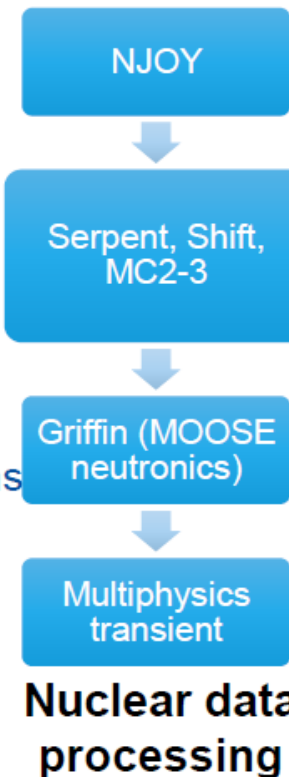 NJOY
Serpent, Shift,
MC2-3
Griffin (MOOSE
neutronics)
s
Multiphysics
transient
Nuclear data
processing